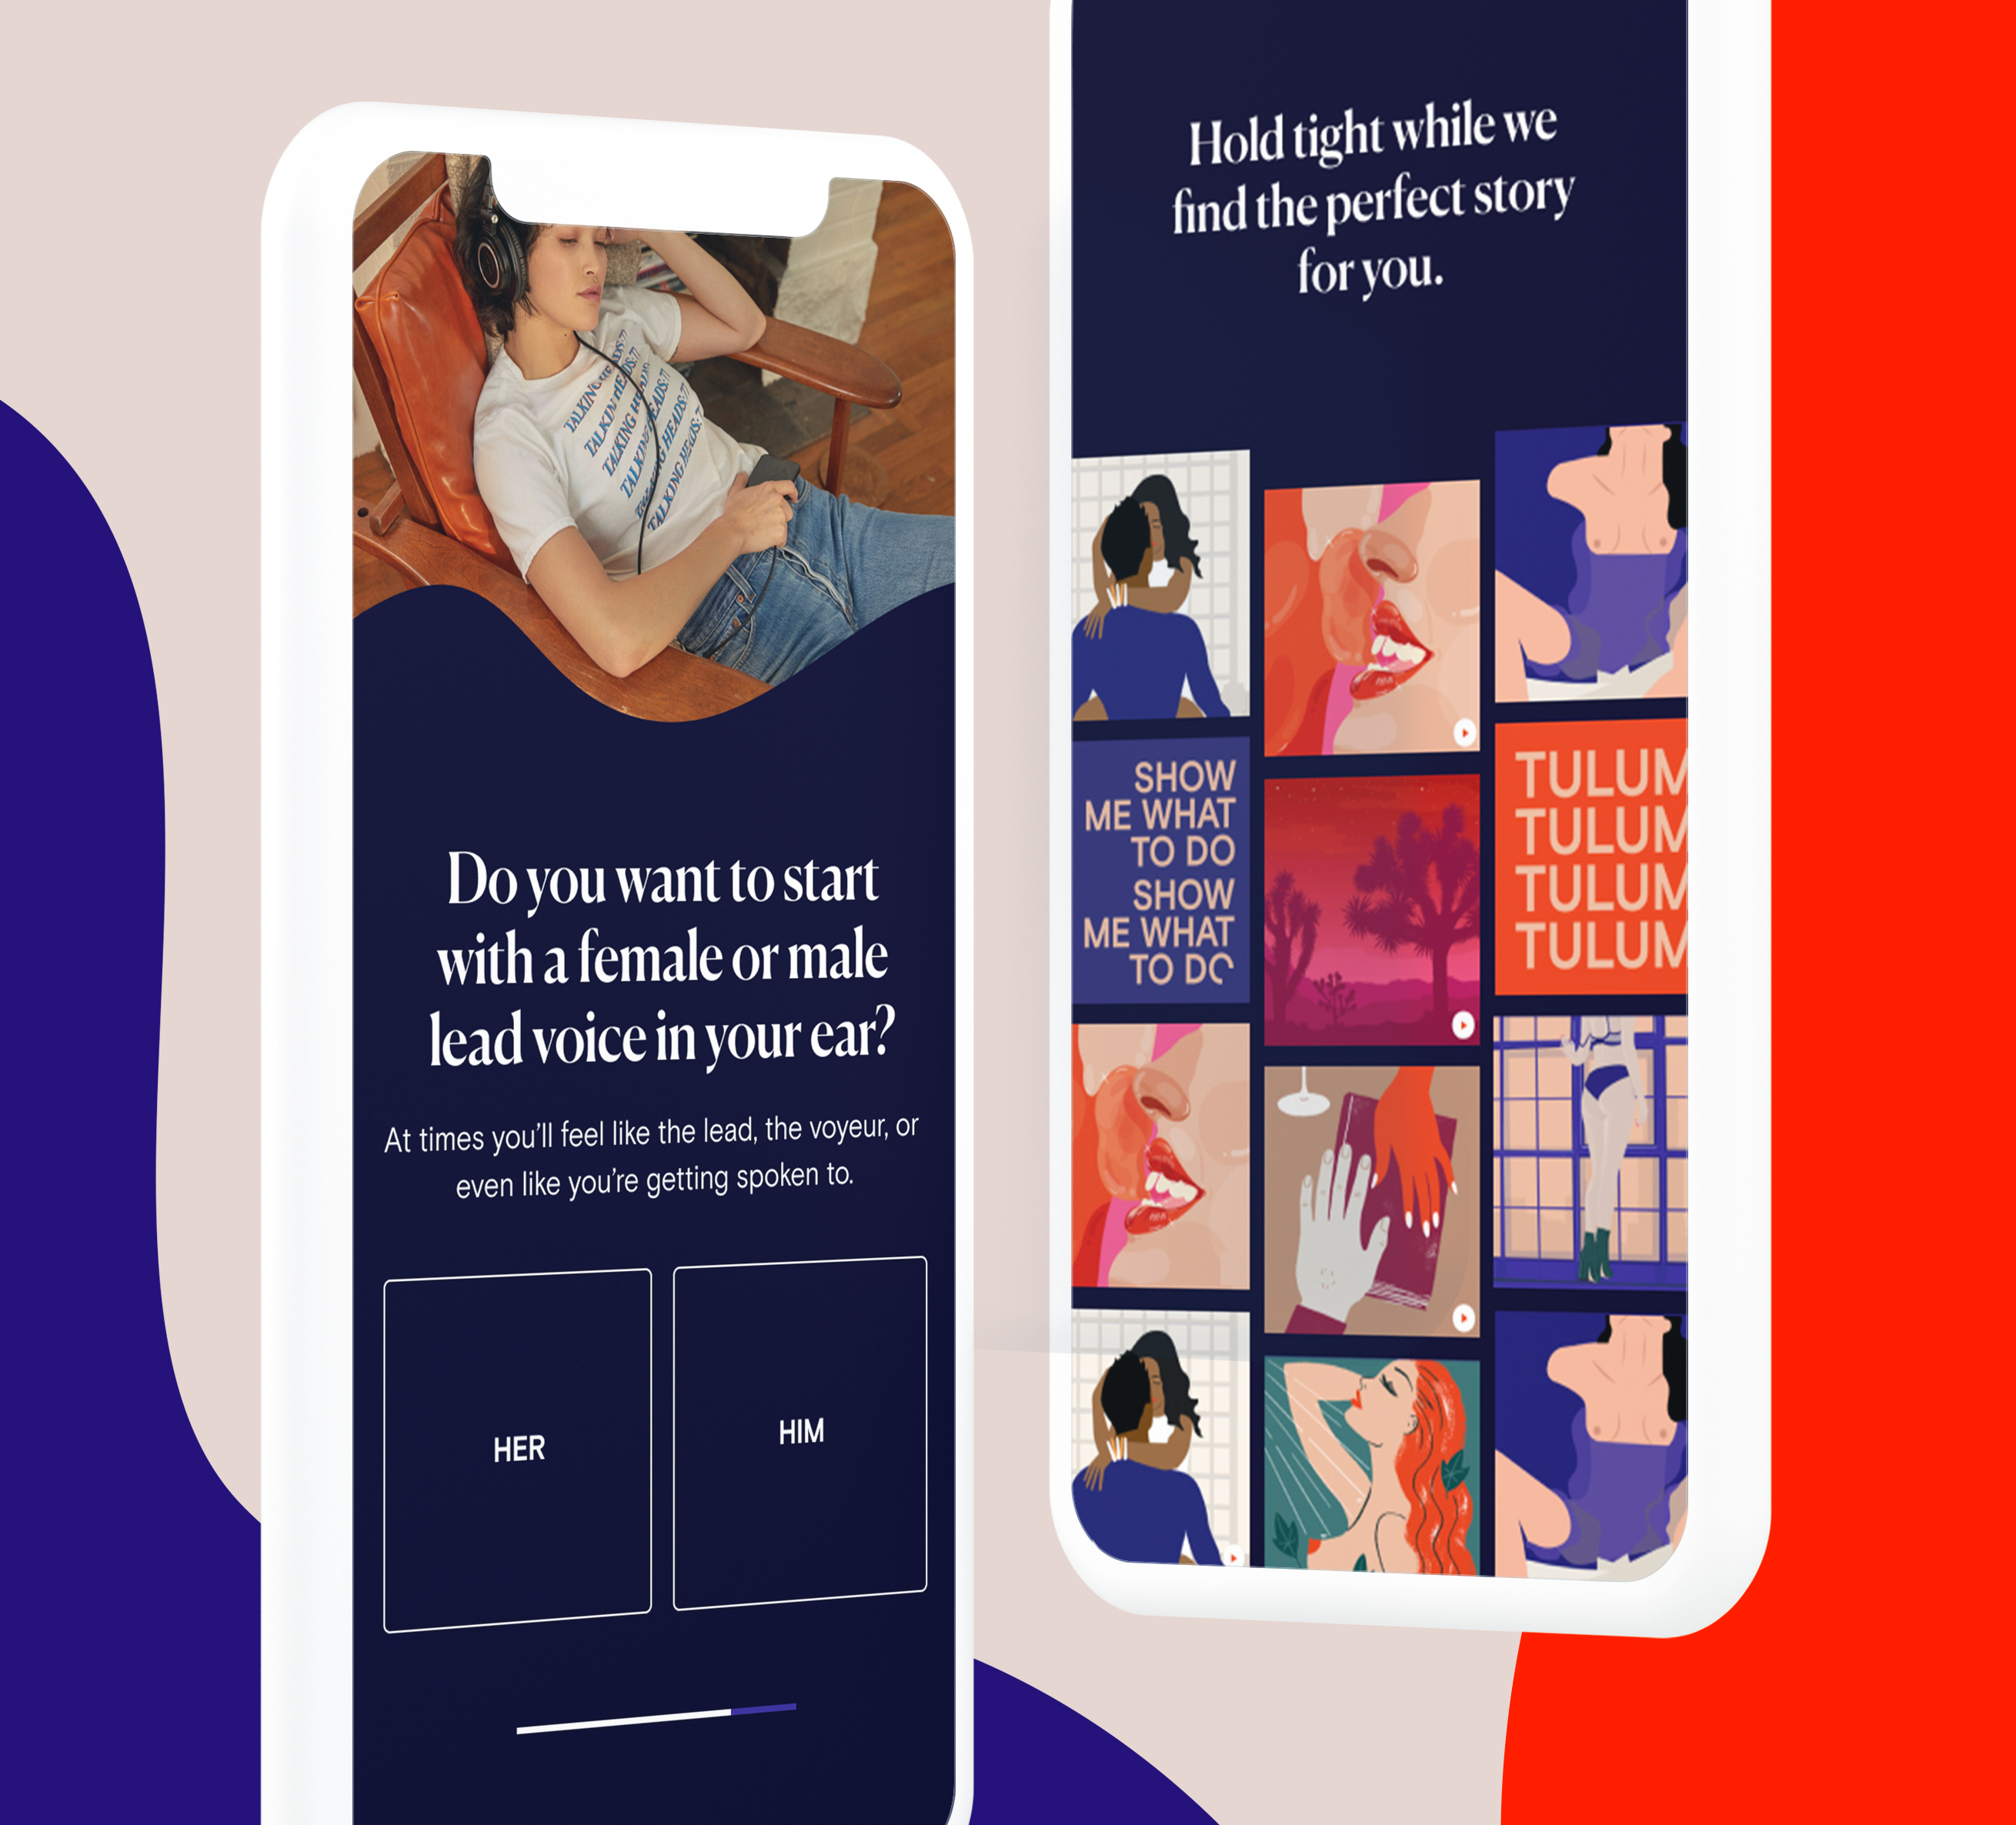 TALKING HEADS:77
TALKING HEADS:77
TALKING HEADS:77
TALKING HEADS:77
TALKING HEADS:77
Do you want to start
with a female or male
lead voice in your ear?
At times you'll feel like the lead, the voyeur, or
even like you're getting spoken to.
HER
HIM
Hold tight while we
find the perfect story
for you.
SHOW
ME WHAT
TO DO
SHOW
ME WHAT
TO DO
TULUM
TULUM
TULUM
TULUM